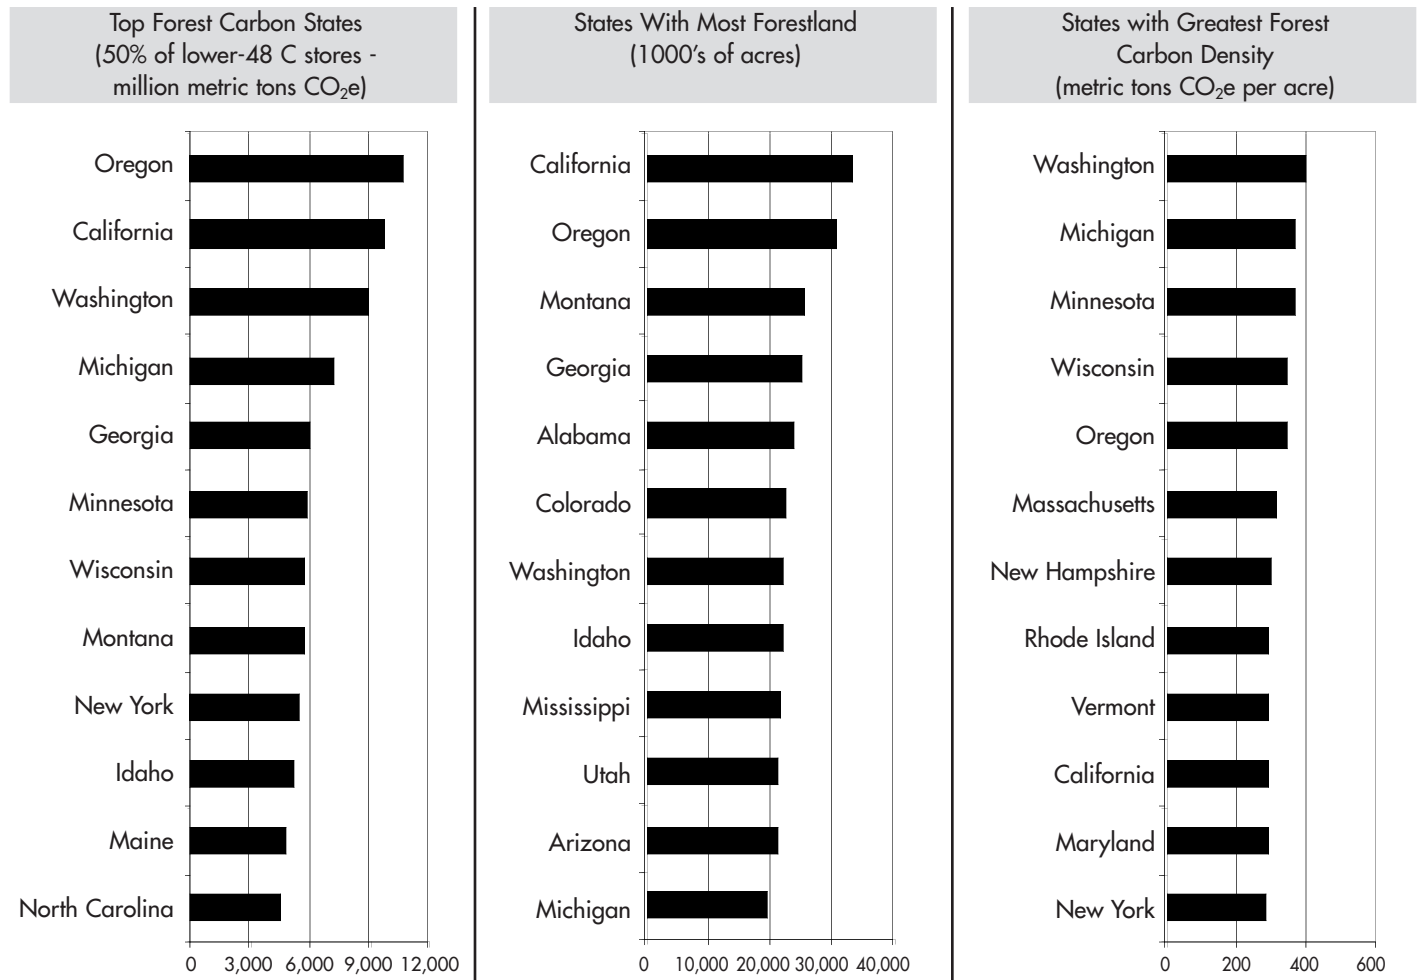 Top Forest Carbon States
(50% of lower-48 C stores -
million metric tons CO₂e)
Oregon
California
Washington
Michigan
Georgia
Minnesota
Wisconsin
Montana
New York
Idaho
Maine
North Carolina
0 3,000 6,000 9,000 12,000
States With Most Forestland
(1000's of acres)
California
Oregon
Montana
Georgia
Alabama
Colorado
Washington
Idaho
Mississippi
Utah
Arizona
Michigan
0 10,000 20,000 30,000 40,000
States with Greatest Forest
Carbon Density
(metric tons CO₂e per acre)
Washington
Michigan
Minnesota
Wisconsin
Oregon
Massachusetts
New Hampshire
Rhode Island
Vermont
California
Maryland
New York
0 200 400 600